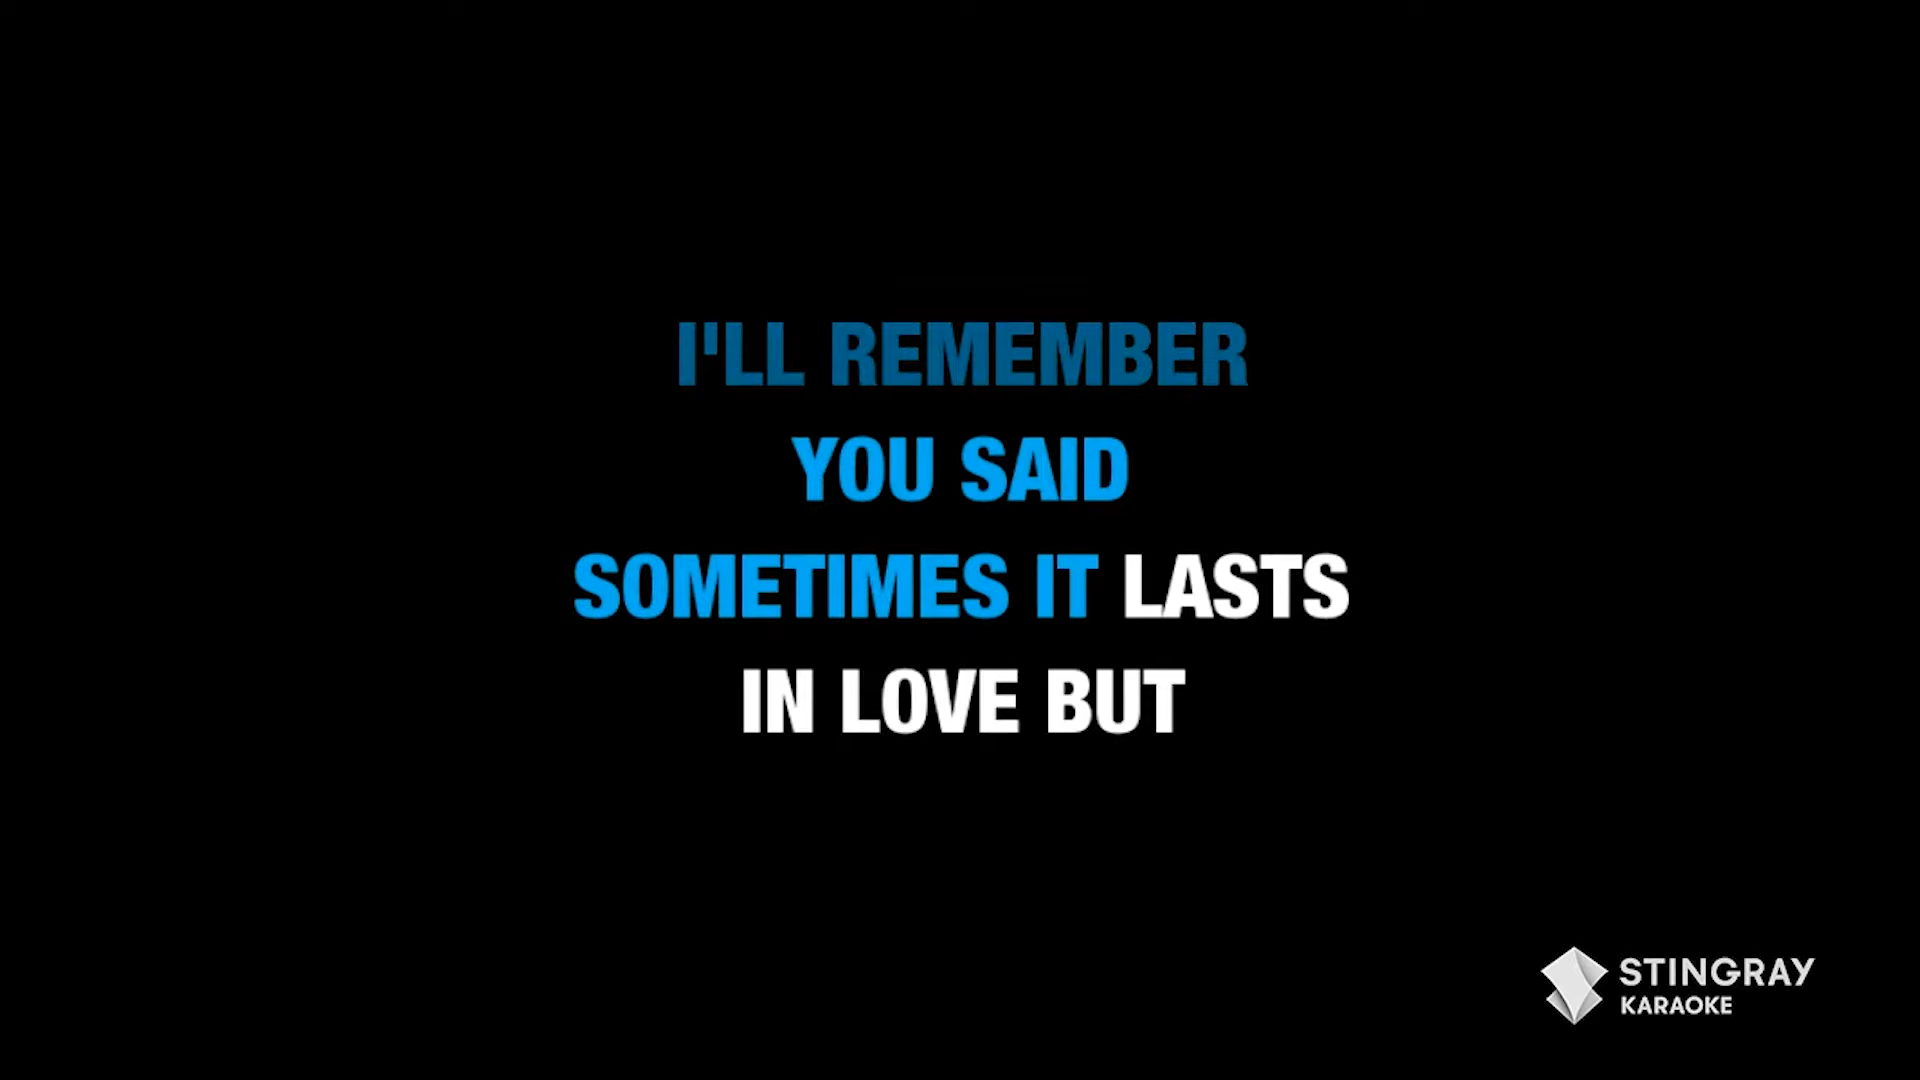 I'LL REMEMBER
YOU SAID
SOMETIMES IT LASTS
IN LOVE BUT
STINGRAY
KARAOKE